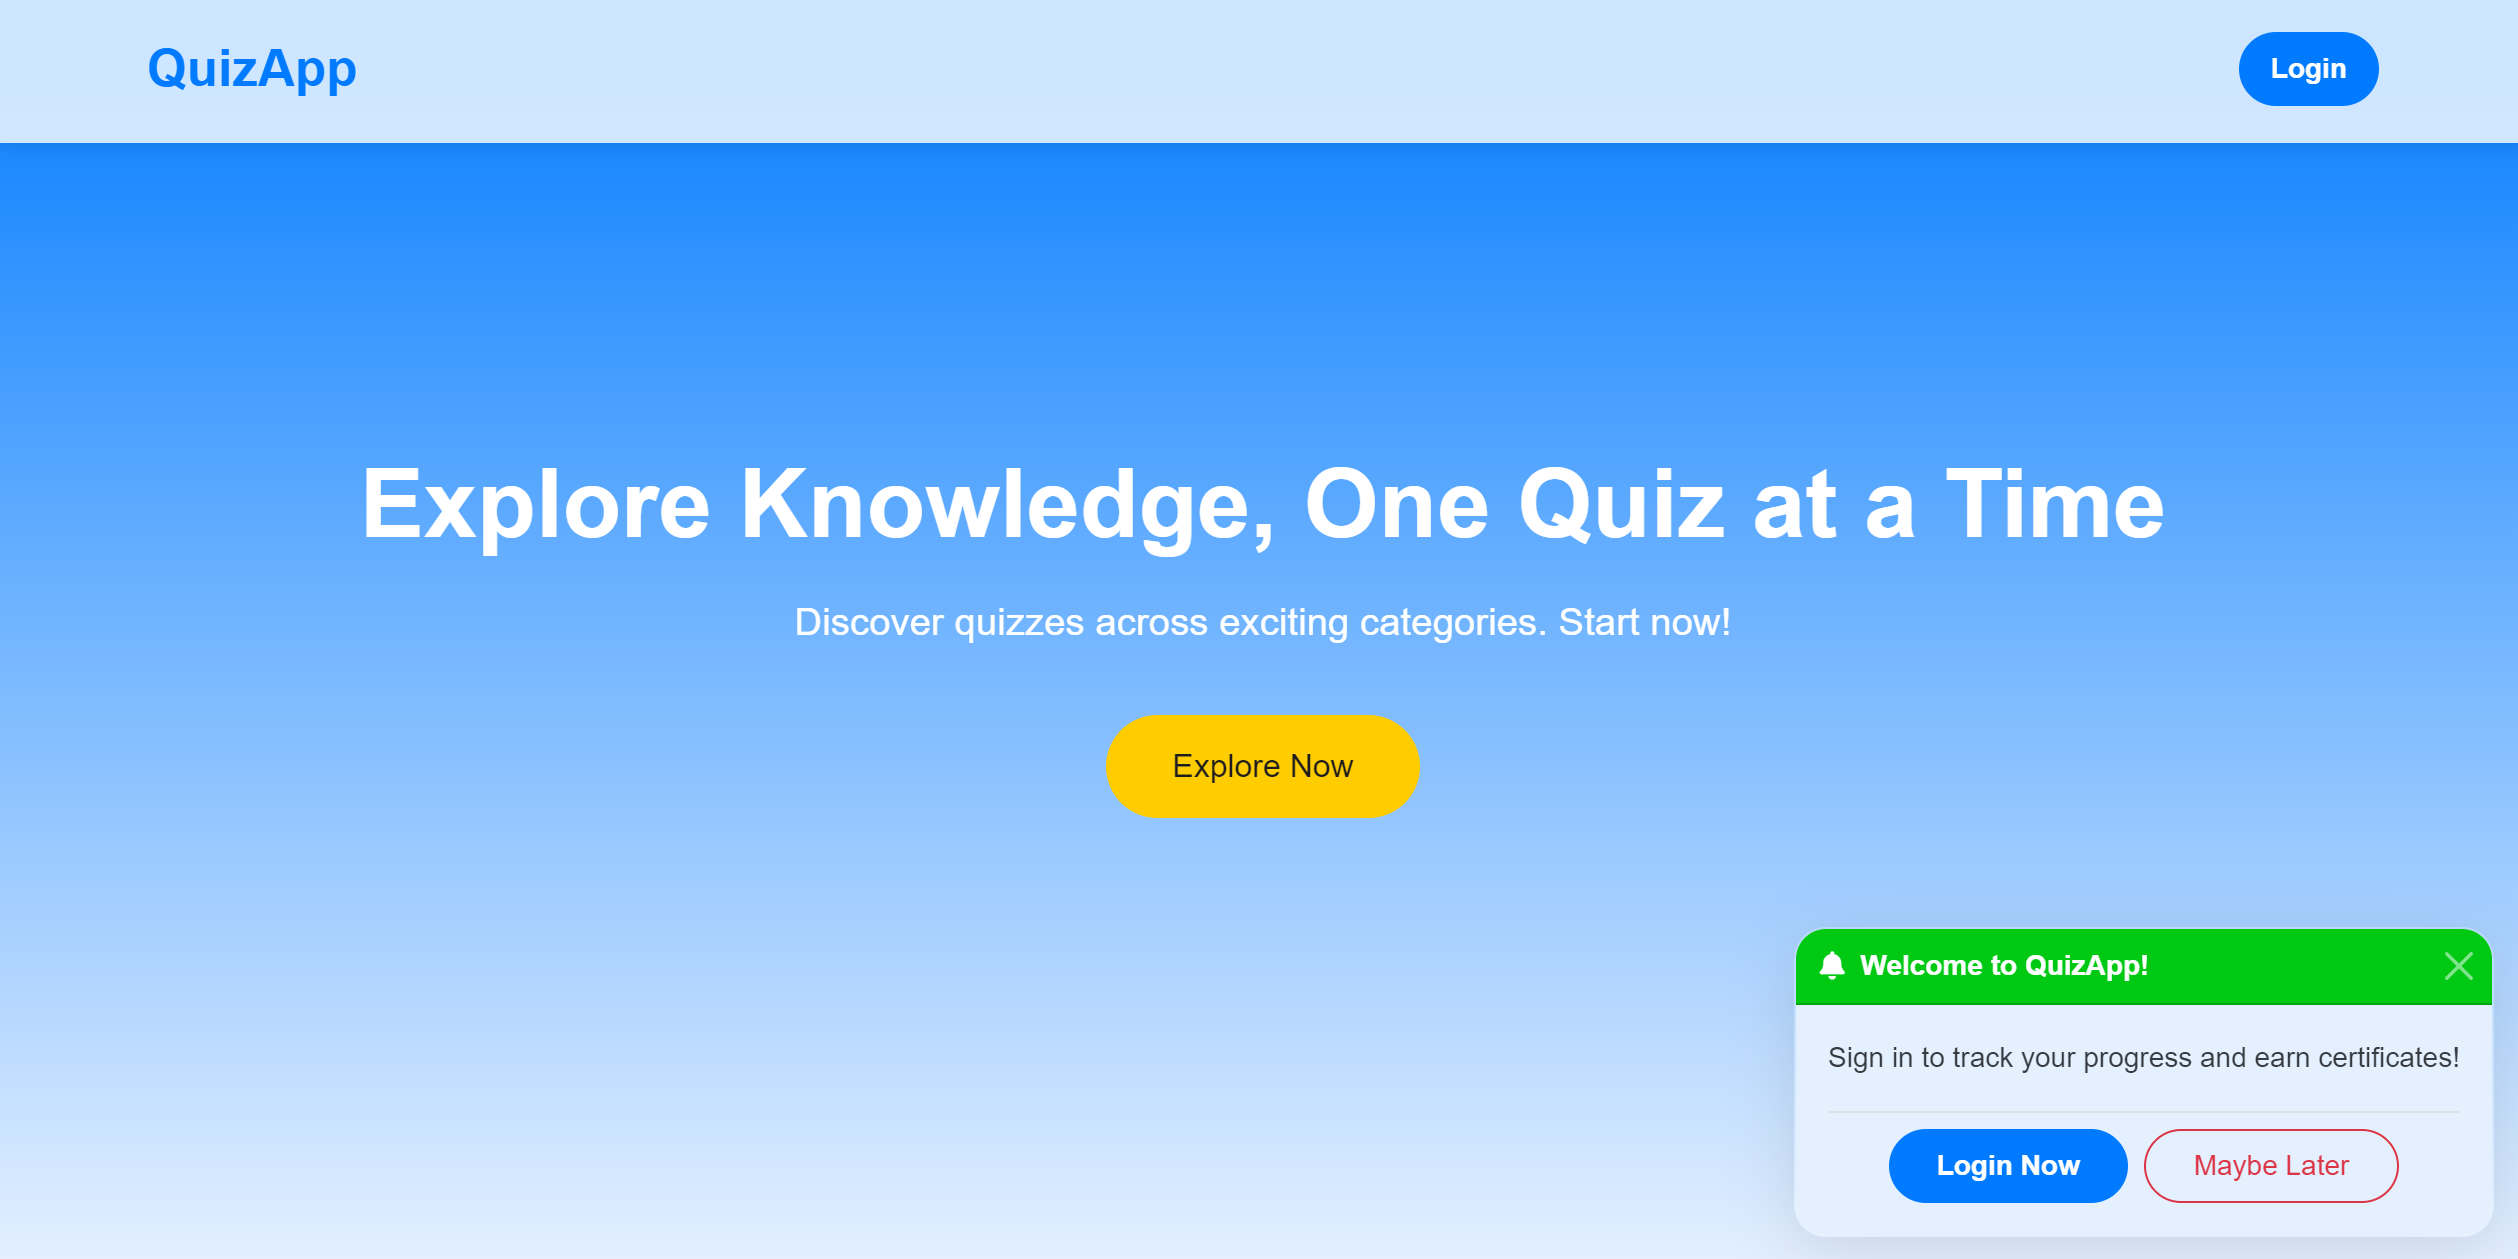 QuizApp
Login
Explore Knowledge, One Quiz at a Time
Discover quizzes across exciting categories. Start now!
Explore Now
Welcome to QuizApp!
Sign in to track your progress and earn certificates!
Login Now
Maybe Later